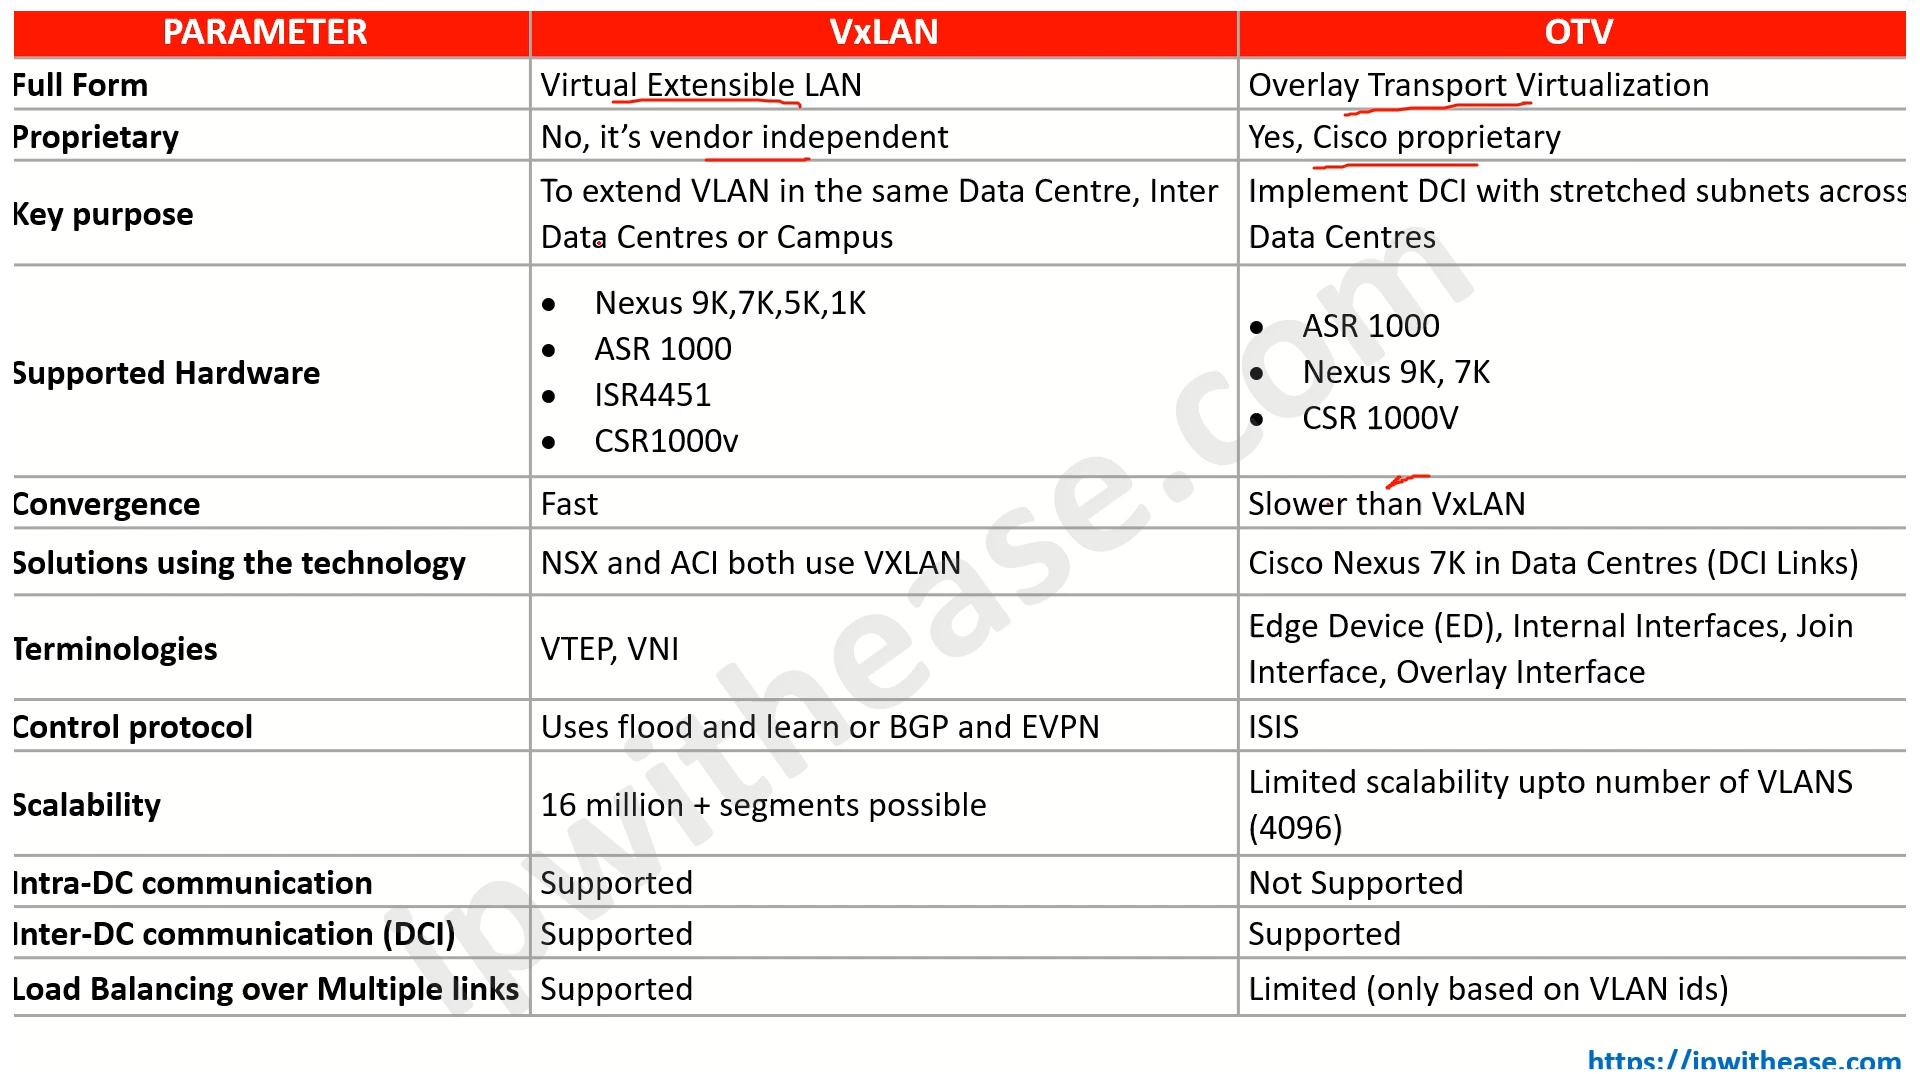 PARAMETER VxLAN OTV
Full Form Virtual Extensible LAN Overlay Transport Virtualization
Proprietary No, it’s vendor independent Yes, Cisco proprietary
Key purpose To extend VLAN in the same Data Centre, Inter Implement DCI with stretched subnets across
Data Centres or Campus Data Centres
Supported Hardware
• Nexus 9K,7K,5K,1K
• ASR 1000
• ISR4451
• CSR1000v
• ASR 1000
• Nexus 9K, 7K
• CSR 1000V
Convergence Fast Slower than VxLAN
Solutions using the technology NSX and ACI both use VXLAN Cisco Nexus 7K in Data Centres (DCI Links)
Terminologies VTEP, VNI Edge Device (ED), Internal Interfaces, Join
Interface, Overlay Interface
Control protocol Uses flood and learn or BGP and EVPN ISIS
Scalability 16 million + segments possible Limited scalability upto number of VLANS
(4096)
Intra-DC communication Supported Not Supported
Inter-DC communication (DCI) Supported Supported
Load Balancing over Multiple links Supported Limited (only based on VLAN ids)
ipwithease.com
https://ipwithease.com